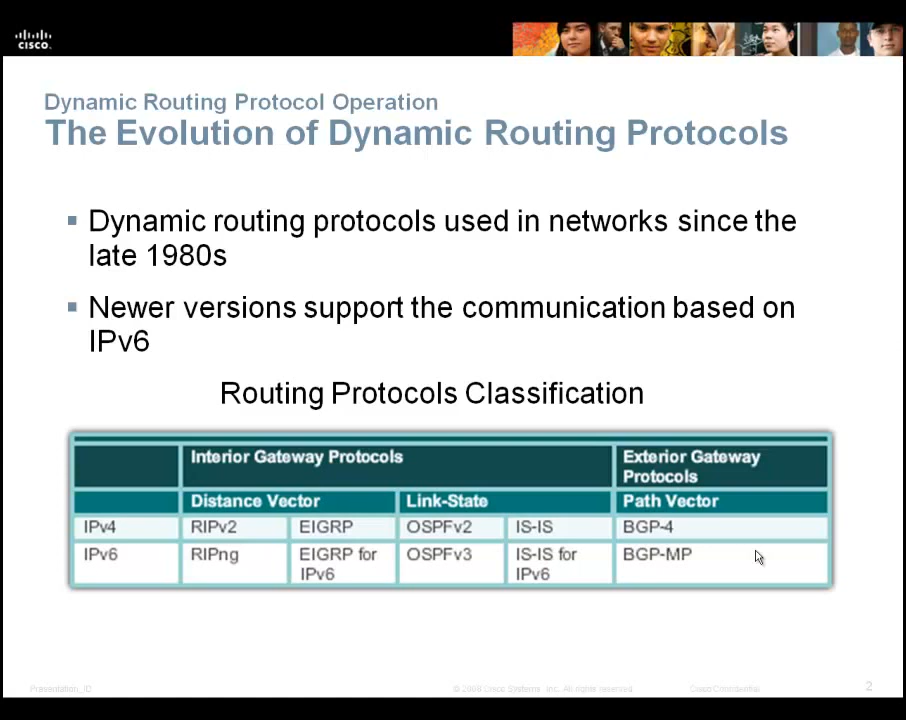 CISCO
Dynamic Routing Protocol Operation
The Evolution of Dynamic Routing Protocols
Dynamic routing protocols used in networks since the
late 1980s
Newer versions support the communication based on
IPv6
Routing Protocols Classification
Interior Gateway Protocols Exterior Gateway
Protocols
Distance Vector Link-State Path Vector
IPv4 RIPv2 EIGRP OSPFv2 IS-IS BGP-4
IPv6 RIPng EIGRP for OSPFv3 IS-IS for BGP-MP
IPv6 IPv6
Presentation_ID © 2008 Cisco Systems, Inc. All rights reserved. Cisco Confidential 2